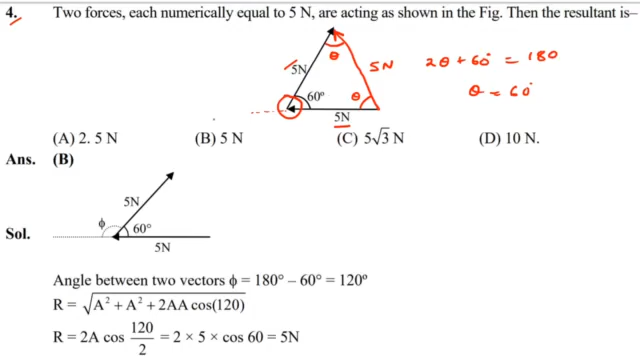 4. Two forces, each numerically equal to 5 N, are acting as shown in the Fig. Then the resultant is–
θ
5N
5N
2θ + 60° = 180
60º
θ
θ = 60°
5N
(A) 2. 5 N (B) 5 N (C) 5√3 N (D) 10 N.
Ans. (B)
5N
ϕ
60°
Sol.
5N
Angle between two vectors ϕ = 180° – 60° = 120º
R = √(A² + A² + 2AA cos(120))
R = 2A cos 120/2 = 2 × 5 × cos 60 = 5N